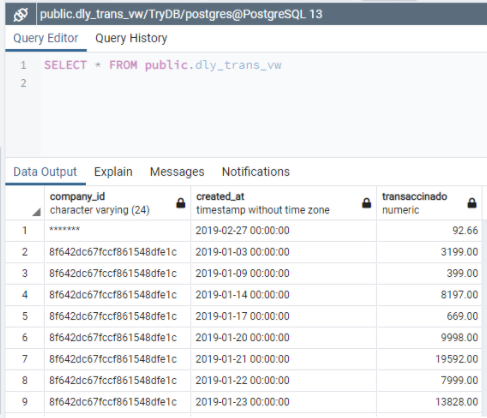 public.dly_trans_vw/TryDB/postgres@PostgreSQL 13
Query Editor Query History
1 SELECT * FROM public.dly_trans_vw
2
Data Output Explain Messages Notifications
company_id created_at transaccinado
character varying (24) timestamp without time zone numeric
1 ******* 2019-02-27 00:00:00 92.66
2 8f642dc67fccf861548dfe1c 2019-01-03 00:00:00 3199.00
3 8f642dc67fccf861548dfe1c 2019-01-09 00:00:00 399.00
4 8f642dc67fccf861548dfe1c 2019-01-14 00:00:00 8197.00
5 8f642dc67fccf861548dfe1c 2019-01-17 00:00:00 669.00
6 8f642dc67fccf861548dfe1c 2019-01-20 00:00:00 9998.00
7 8f642dc67fccf861548dfe1c 2019-01-21 00:00:00 19592.00
8 8f642dc67fccf861548dfe1c 2019-01-22 00:00:00 7999.00
9 8f642dc67fccf861548dfe1c 2019-01-23 00:00:00 13828.00